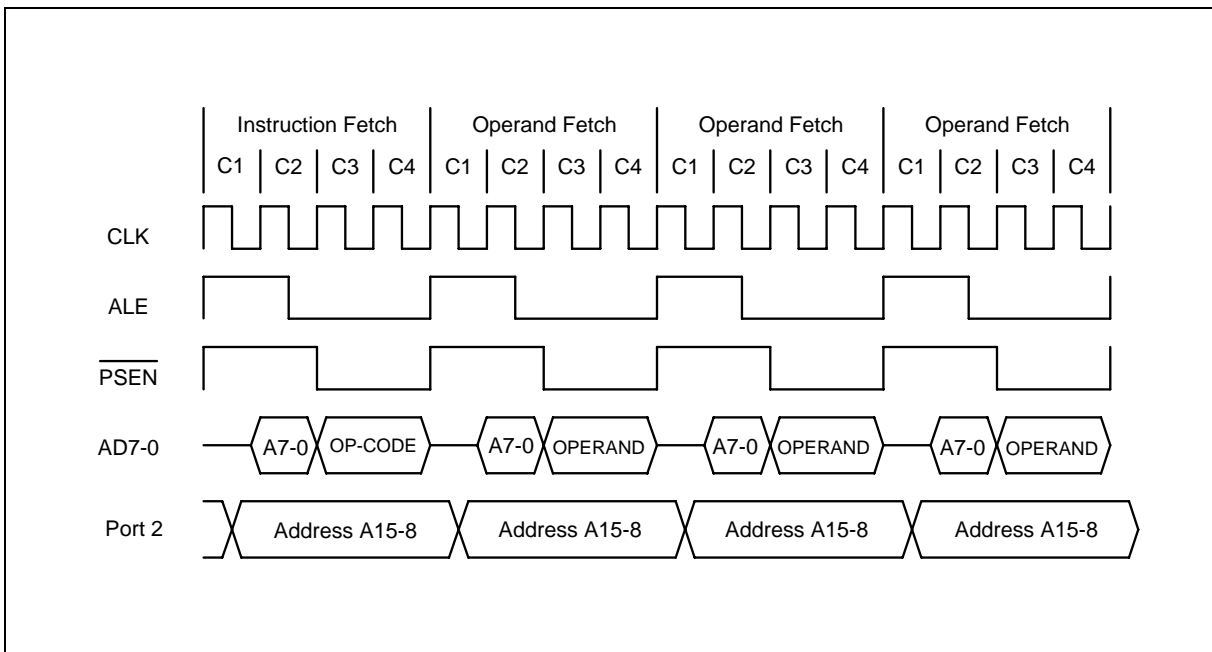 Instruction Fetch Operand Fetch Operand Fetch Operand Fetch
C1 C2 C3 C4 C1 C2 C3 C4 C1 C2 C3 C4 C1 C2 C3 C4
CLK
ALE
PSEN
AD7-0 A7-0 OP-CODE A7-0 OPERAND A7-0 OPERAND A7-0 OPERAND
Port 2 Address A15-8 Address A15-8 Address A15-8 Address A15-8